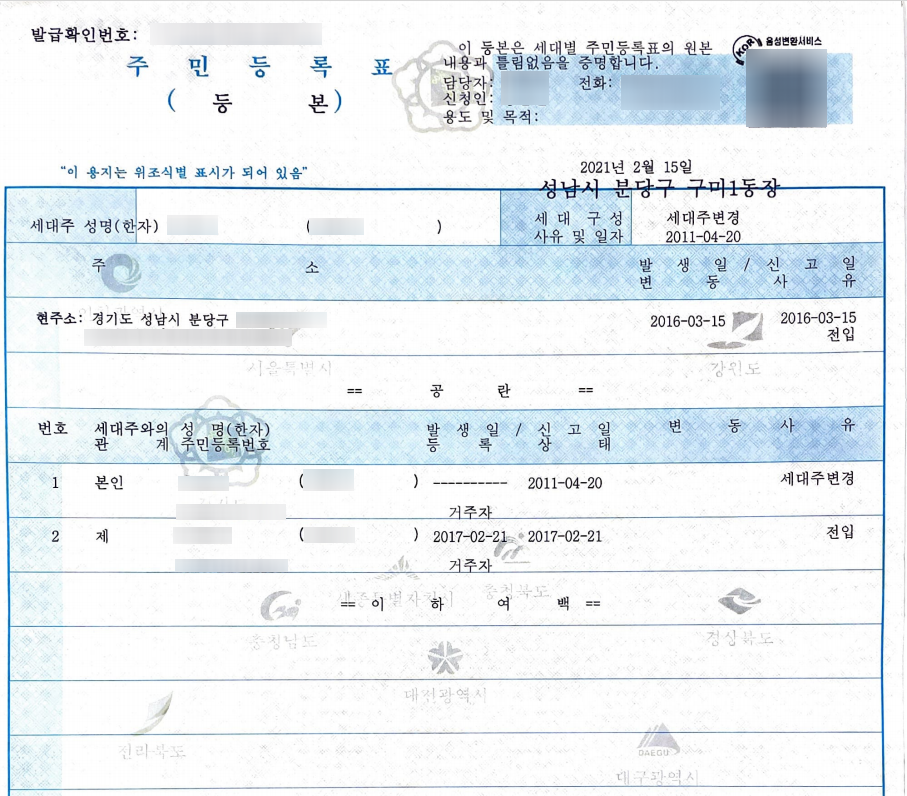 발급확인번호:
주 민 등 록 표
( 등 본 )
이 등본은 세대별 주민등록표의 원본
내용과 틀림없음을 증명합니다.
담당자: 전화:
신청인:
용도 및 목적:
KOR 음성변환서비스
"이 용지는 위조식별 표시가 되어 있음"
2021년 2월 15일
성남시 분당구 구미1동장
세대주 성명(한자) ( )
세 대 구 성
사유 및 일자
세대주변경
2011-04-20
주 소
발 생 일 / 신 고 일
변 동 사 유
현주소: 경기도 성남시 분당구
2016-03-15 2016-03-15
전입
서울특별시
강원도
== 공 란 ==
번호
세대주와의
관 계
성 명(한자)
주민등록번호
발 생 일 / 신 고 일
등 록 상 태
변 동 사 유
1 본인 ( ) ---------- 2011-04-20 세대주변경
거주자
2 제 ( ) 2017-02-21 2017-02-21 전입
거주자
세종특별자치시
충청북도
== 이 하 여 백 ==
충청남도
경상북도
대전광역시
전라북도
DAEGU
대구광역시